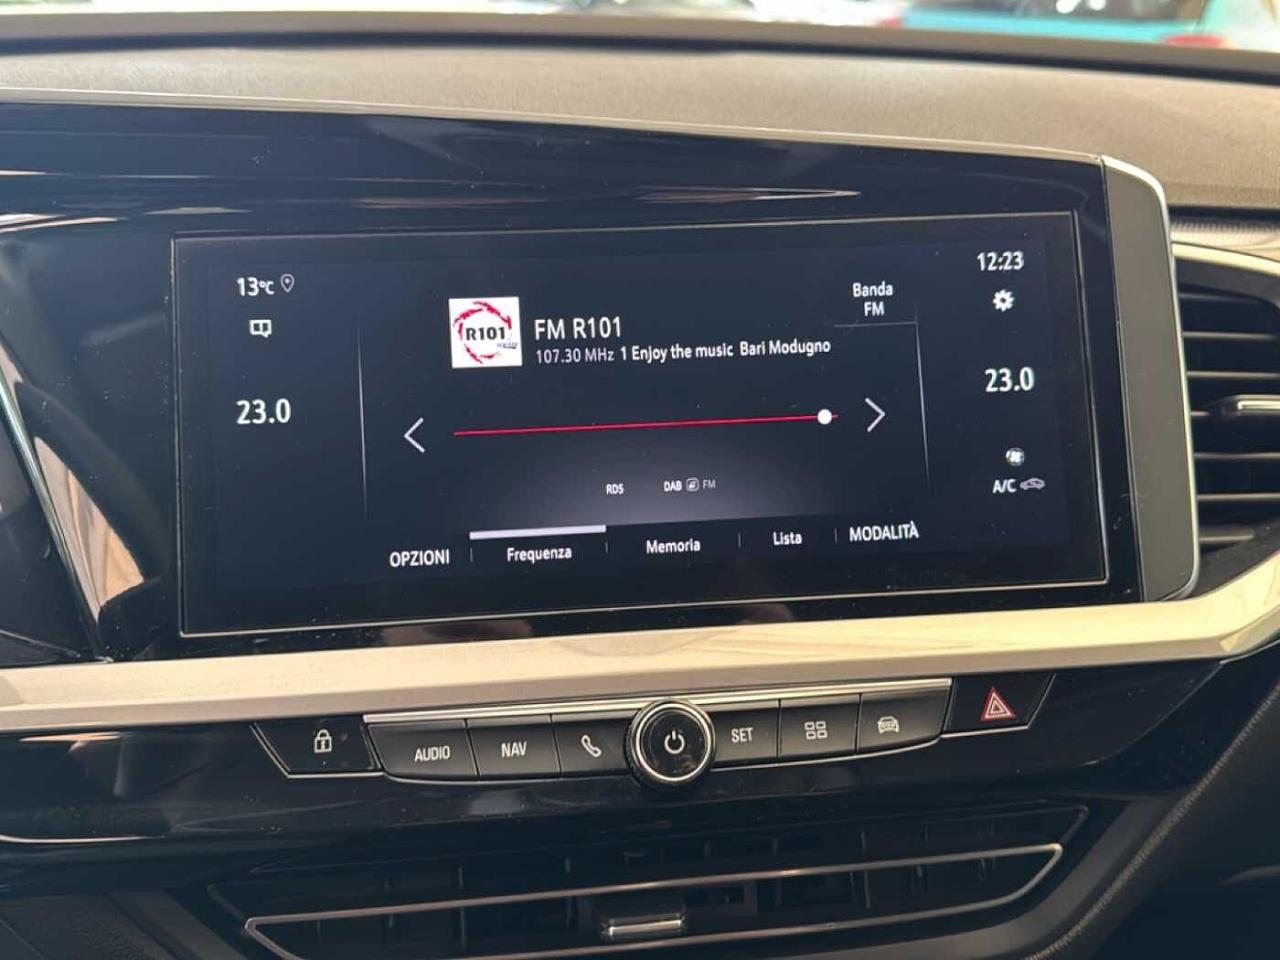 13°C
12:23
Banda
FM
R101
FM R101
107.30 MHz 1 Enjoy the music Bari Modugno
23.0
23.0
RDS
DAB FM
A/C
OPZIONI
Frequenza
Memoria
Lista
MODALITÀ
AUDIO
NAV
SET